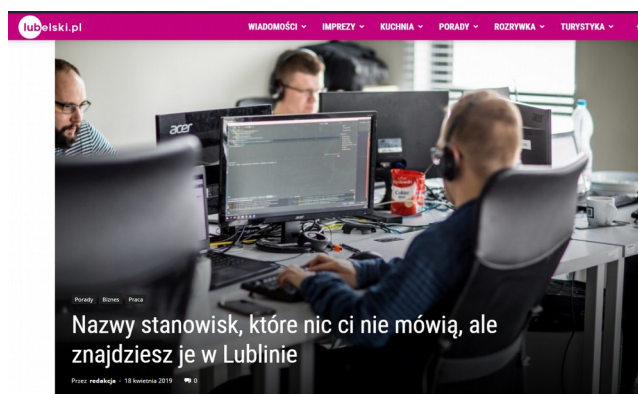 lubelski.pl
WIADOMOŚCI IMPREZY KUCHNIA PORADY ROZRYWKA TURYSTYKA
acer
Cukier
Porady Biznes Praca
Nazwy stanowisk, które nic ci nie mówią, ale
znajdziesz je w Lublinie
Przez redakcja - 18 kwietnia 2019 0